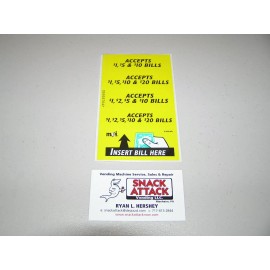 ACCEPTS
$1, $5 & $10 BILLS
ACCEPTS
$1, $5, $10 & $20 BILLS
ACCEPTS
$1, $2, $5 & $10 BILLS
ACCEPTS
$1, $2, $5, $10 & $20 BILLS
INSERT BILL HERE
Vending Machine Service, Sales & Repair
SNACK
ATTACK
Vending LLC.
RYAN L. HERSHEY